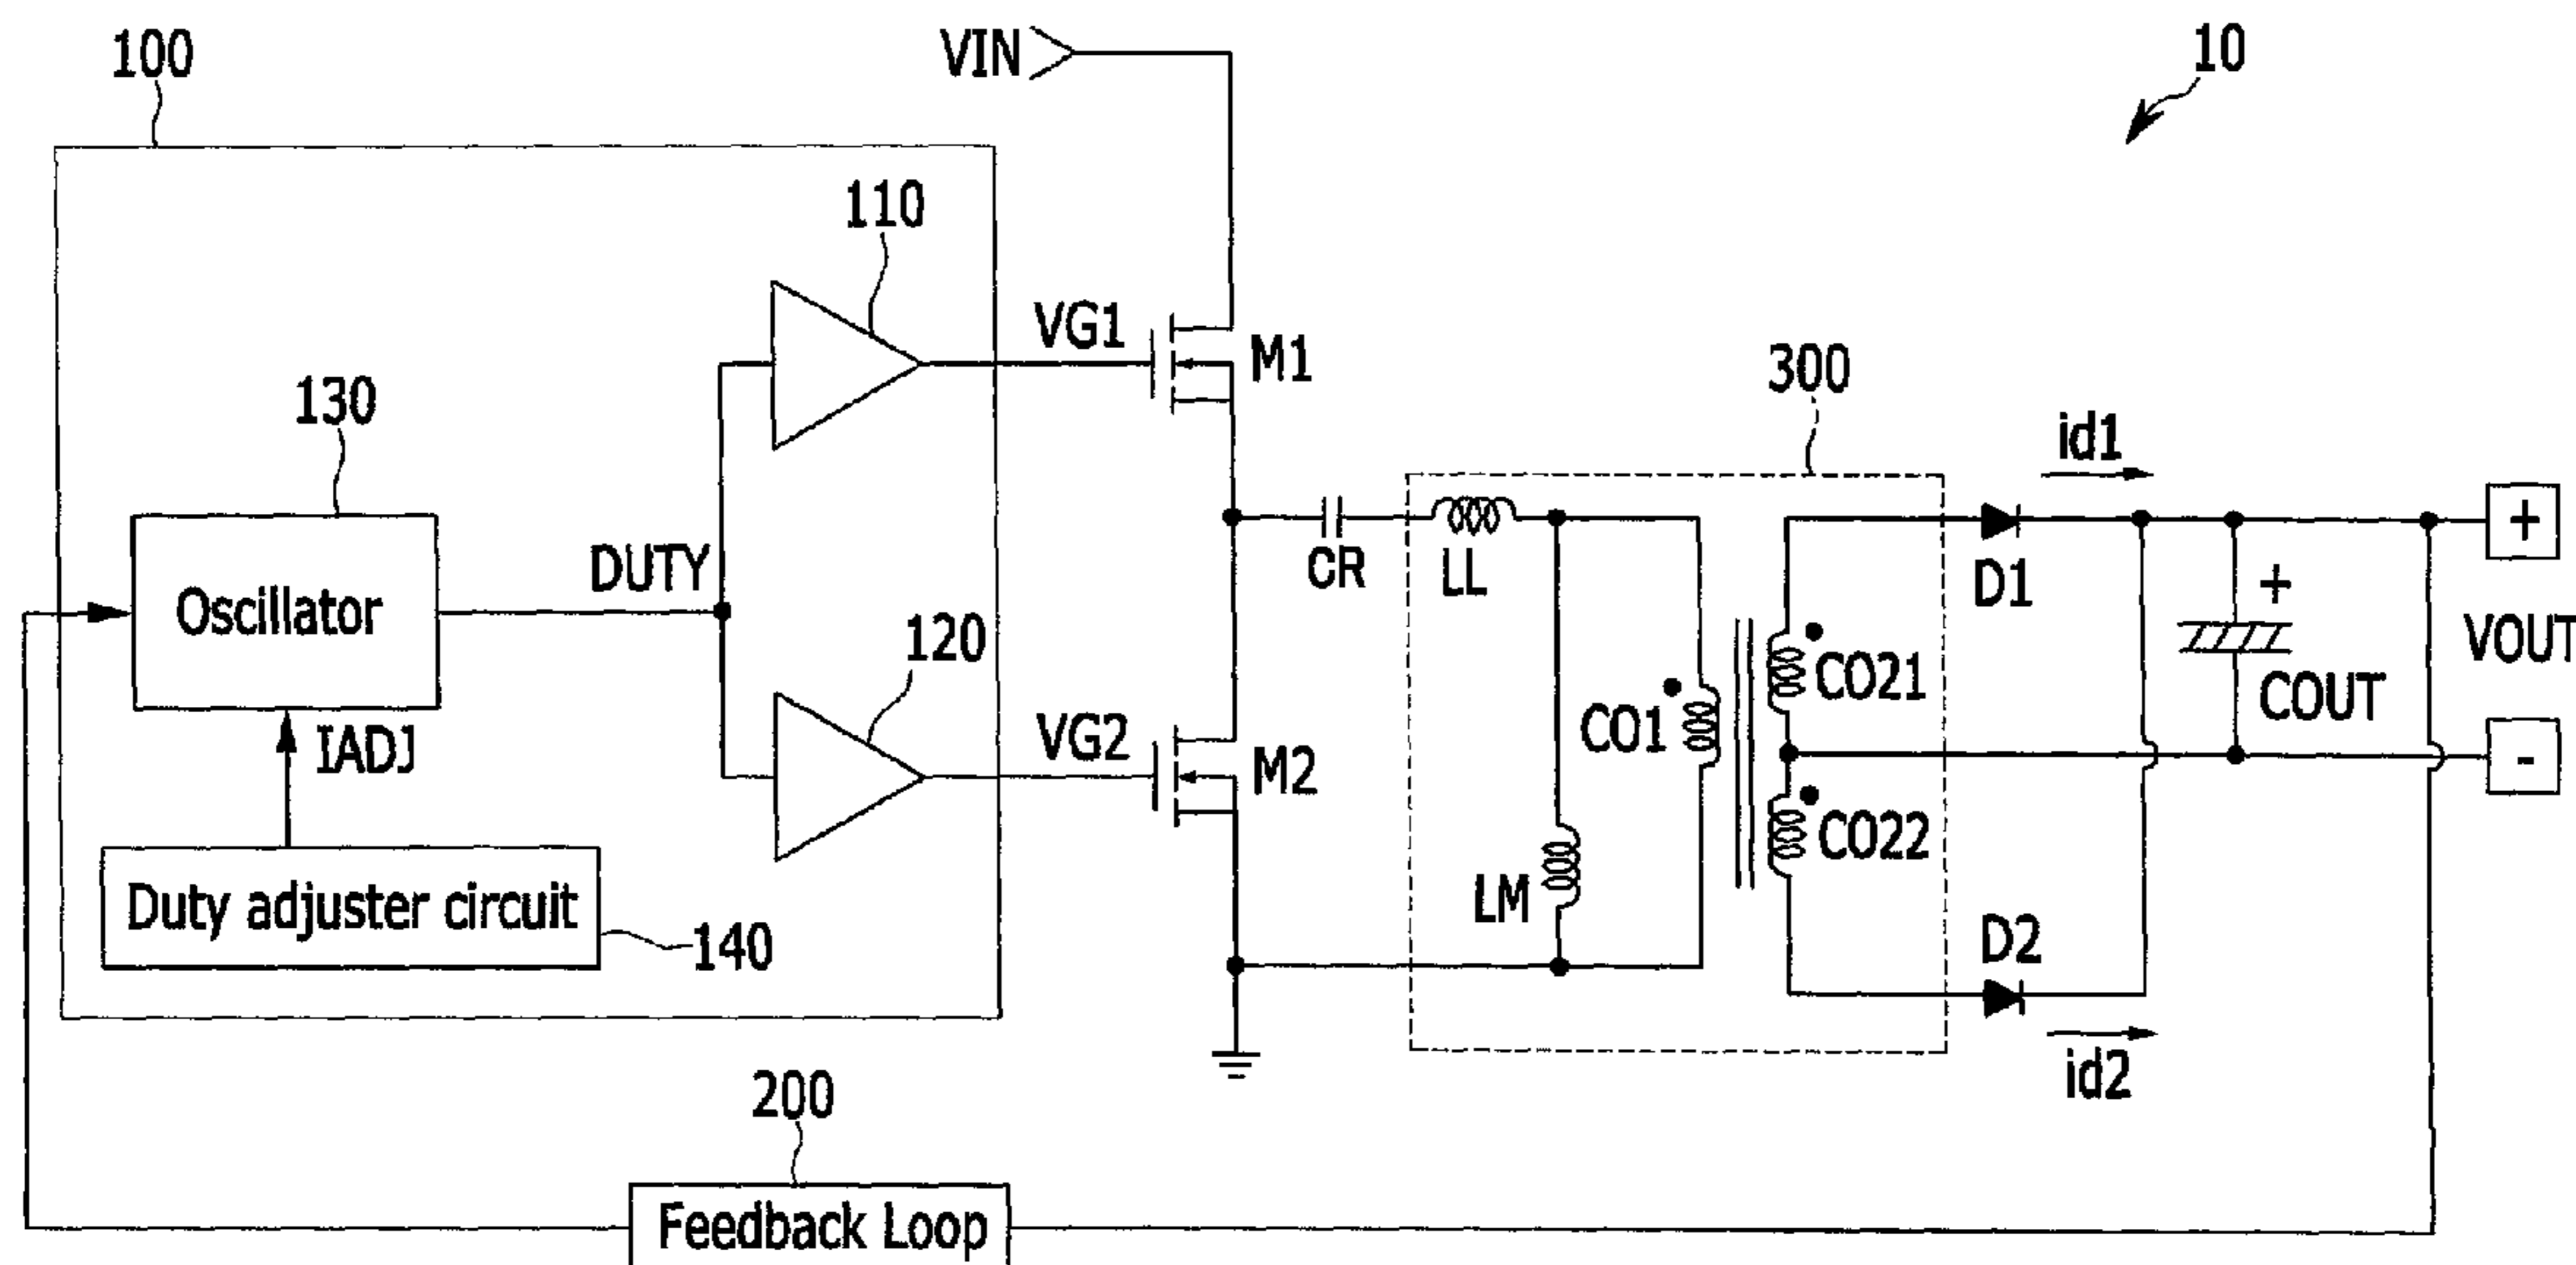 100
VIN
10
110
VG1
M1
130
300
id1
DUTY
CR
LL
D1
+
Oscillator
+
VOUT
120
CO21
COUT
IADJ
VG2
M2
CO1
-
CO22
Duty adjuster circuit
LM
140
D2
id2
200
Feedback Loop